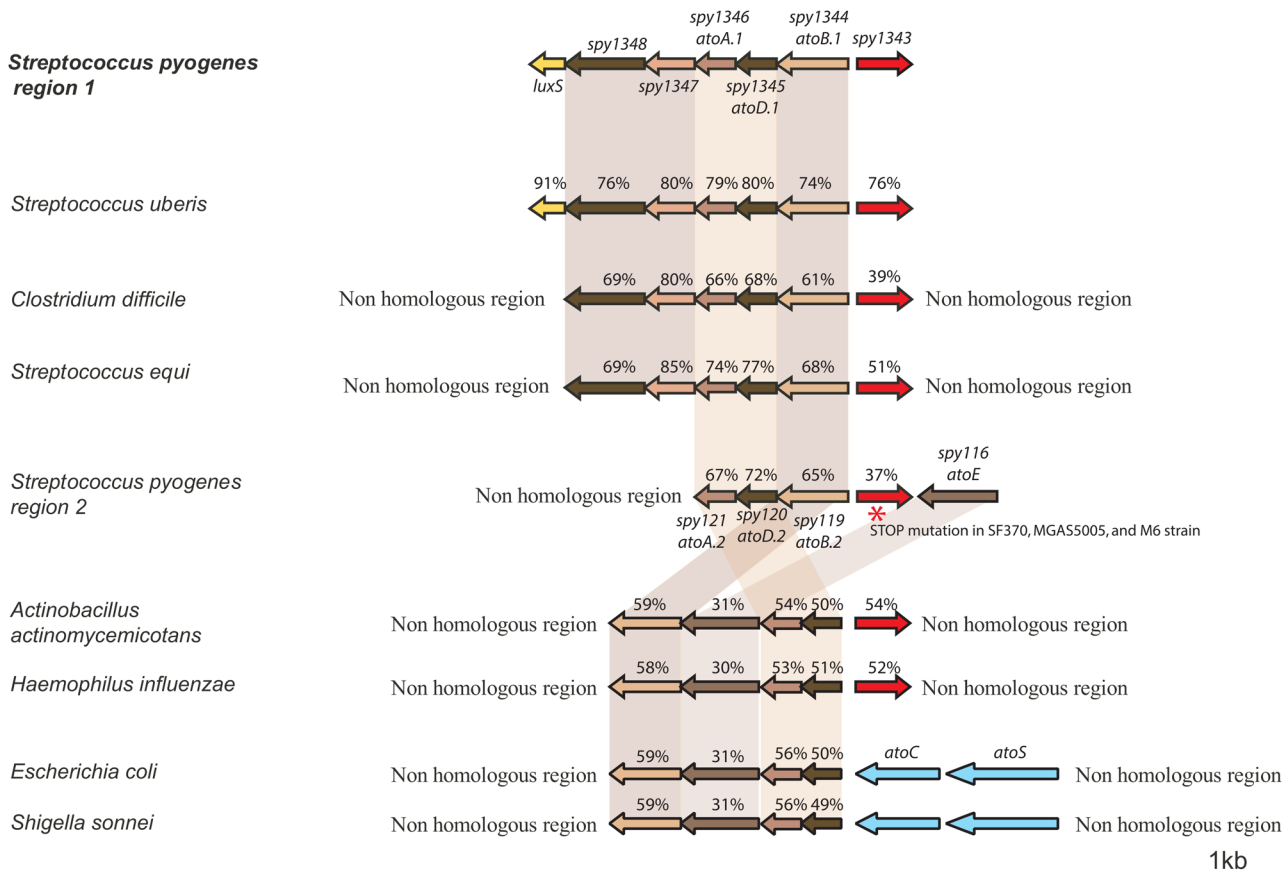 spy1346 spy1344
spy1348 atoA.1 atoB.1 spy1343
Streptococcus pyogenes
region 1
luxS spy1347 spy1345
atoD.1
91% 76% 80% 79% 80% 74% 76%
Streptococcus uberis
69% 80% 66% 68% 61% 39%
Clostridium difficile Non homologous region Non homologous region
Streptococcus equi 69% 85% 74% 77% 68% 51%
Non homologous region Non homologous region
spy116
atoE
Streptococcus pyogenes 67% 72% 65% 37%
region 2 Non homologous region
*
spy121 spy120 spy119 STOP mutation in SF370, MGAS5005, and M6 strain
atoA.2 atoD.2 atoB.2
Actinobacillus 59% 31% 54% 50% 54%
actinomycemicotans Non homologous region Non homologous region
58% 30% 53% 51% 52%
Haemophilus influenzae Non homologous region Non homologous region
59% 31% 56% 50% atoC atoS
Escherichia coli Non homologous region Non homologous region
59% 31% 56% 49%
Shigella sonnei Non homologous region Non homologous region
1kb